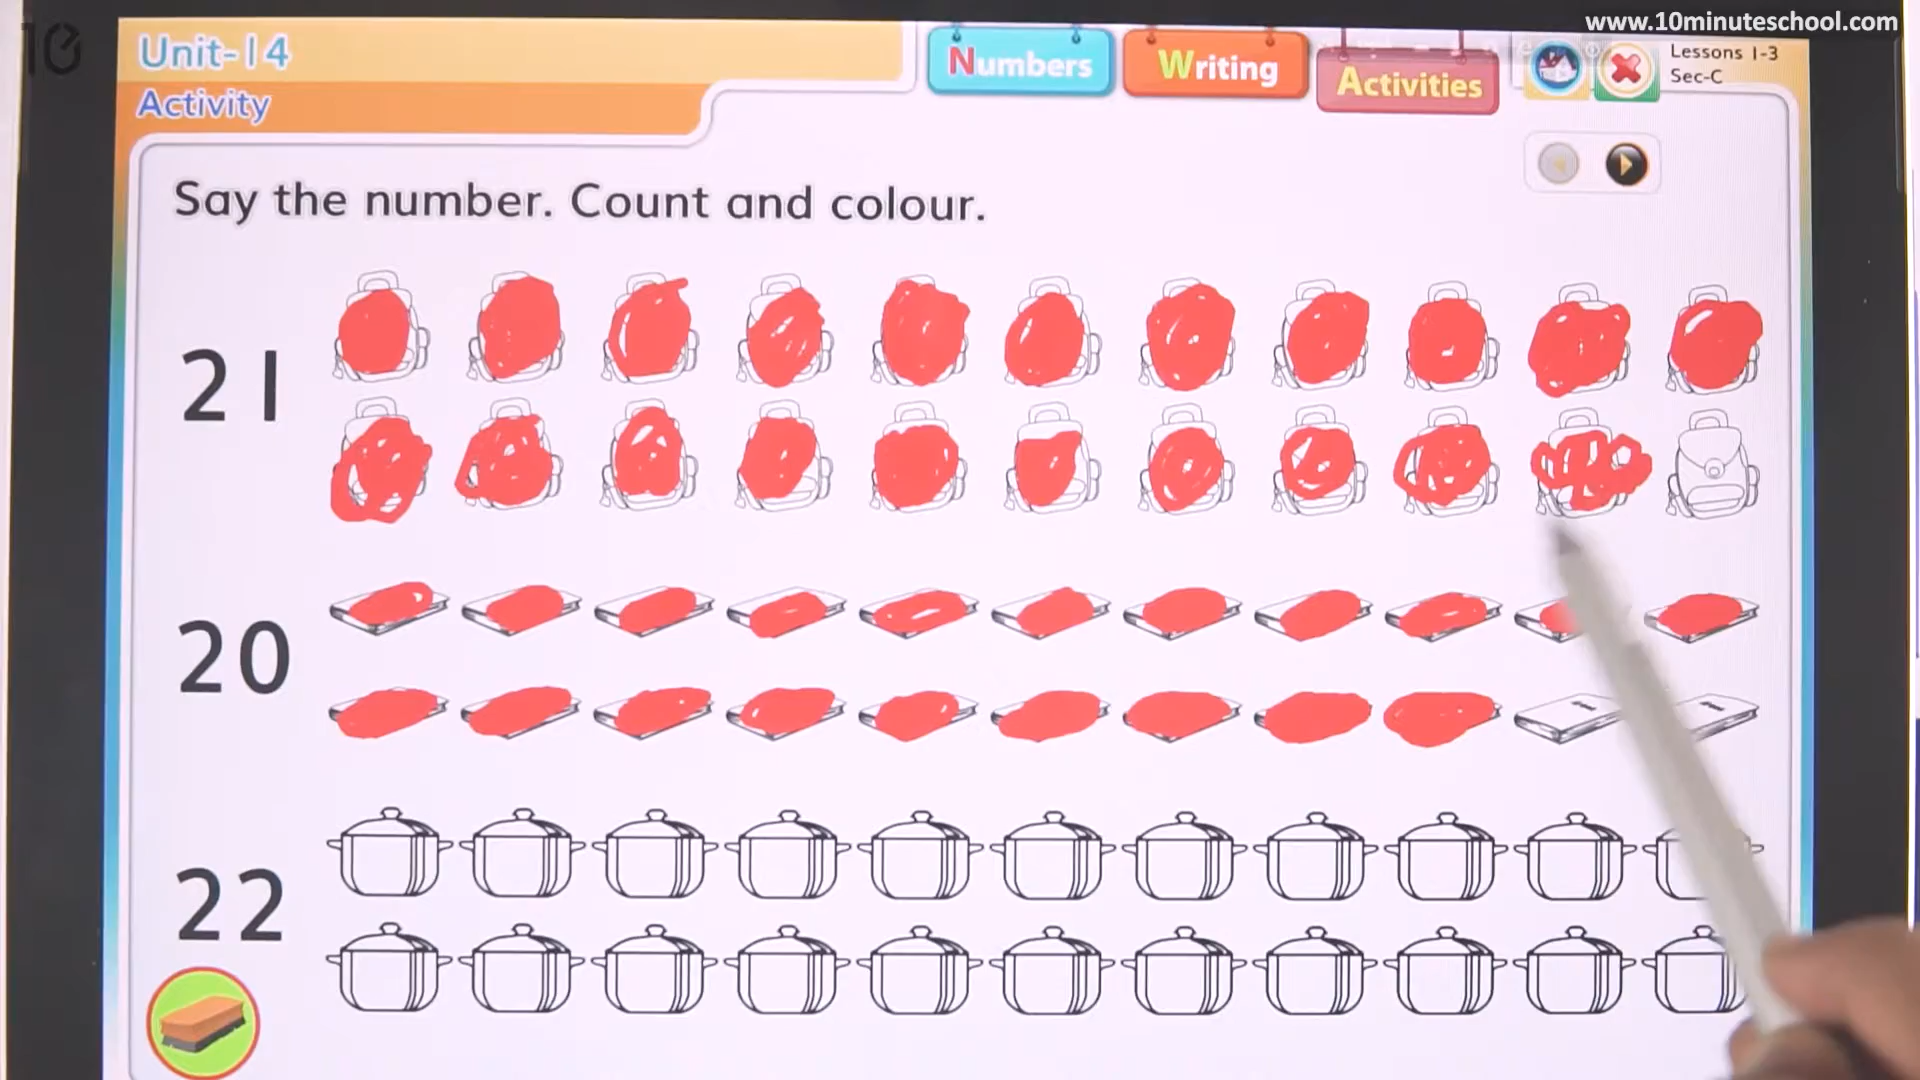 www.10minuteschool.com
10
Unit-14
Numbers
Writing
Activities
Lessons 1-3
Sec-C
Activity
Say the number. Count and colour.
21
20
22